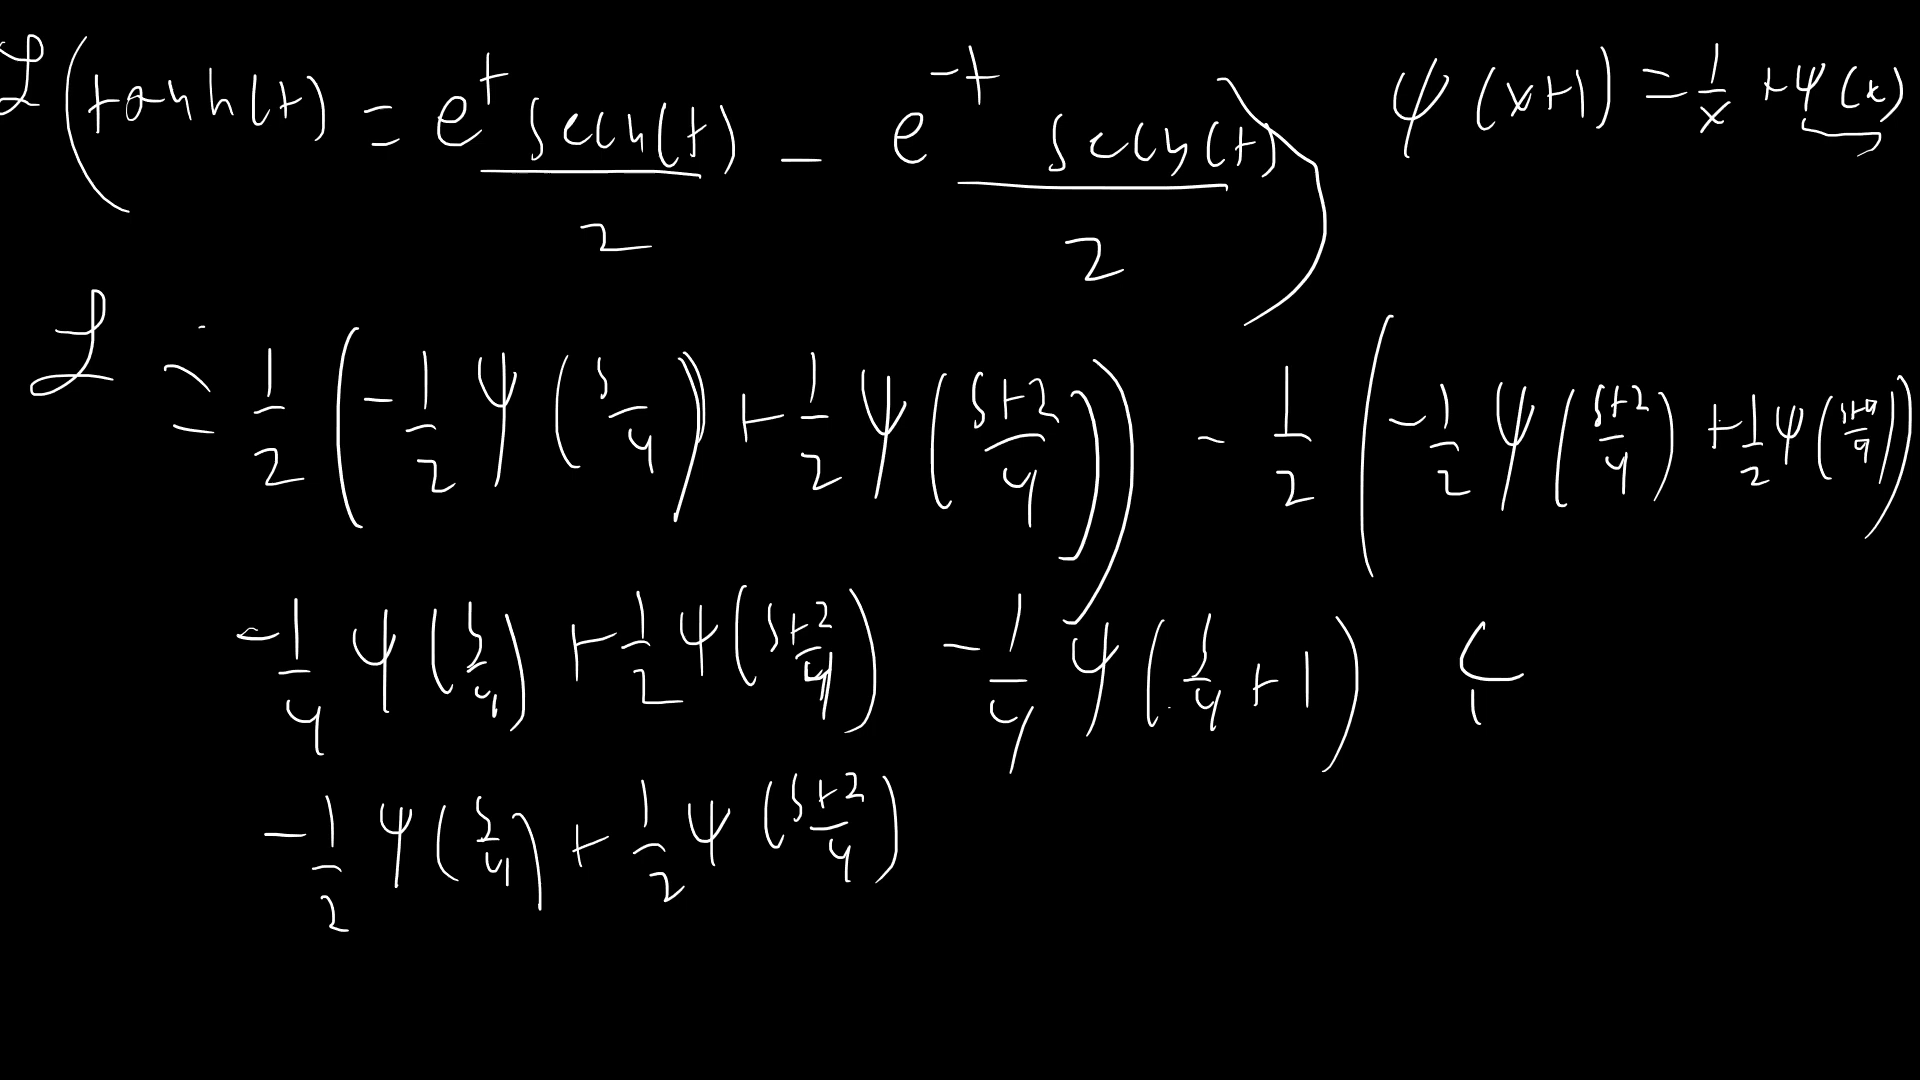 ℒ(tanh(t) = e^t sech(t)/2 - e^-t sech(t)/2) ψ(x+1) = 1/x + ψ(x)
ℒ = 1/2 (-1/2 ψ(s/4) + 1/2 ψ((s+2)/4)) - 1/2 (-1/2 ψ((s+2)/4) + 1/2 ψ((s+4)/4))
-1/4 ψ(s/4) + 1/2 ψ((s+2)/4) - 1/4 ψ(s/4 + 1)
-1/2 ψ(s/4) + 1/2 ψ((s+2)/4)